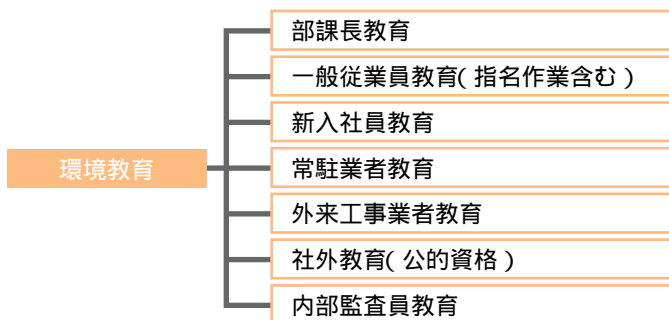 環境教育
部課長教育
一般従業員教育(指名作業含む)
新入社員教育
常駐業者教育
外来工事業者教育
社外教育(公的資格)
内部監査員教育